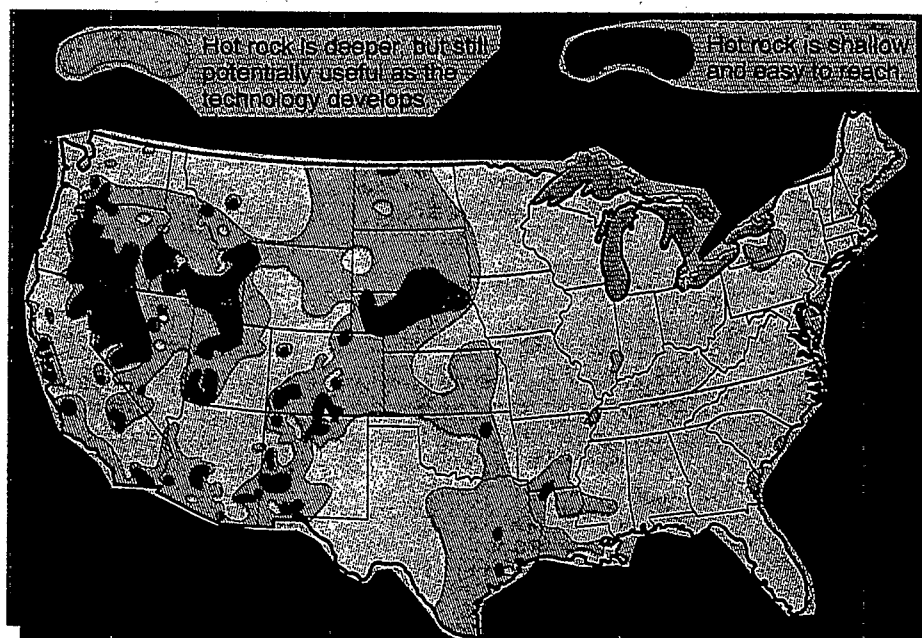 Hot rock is deeper, but still
potentially useful as the
technology develops
Hot rock is shallow
and easy to reach